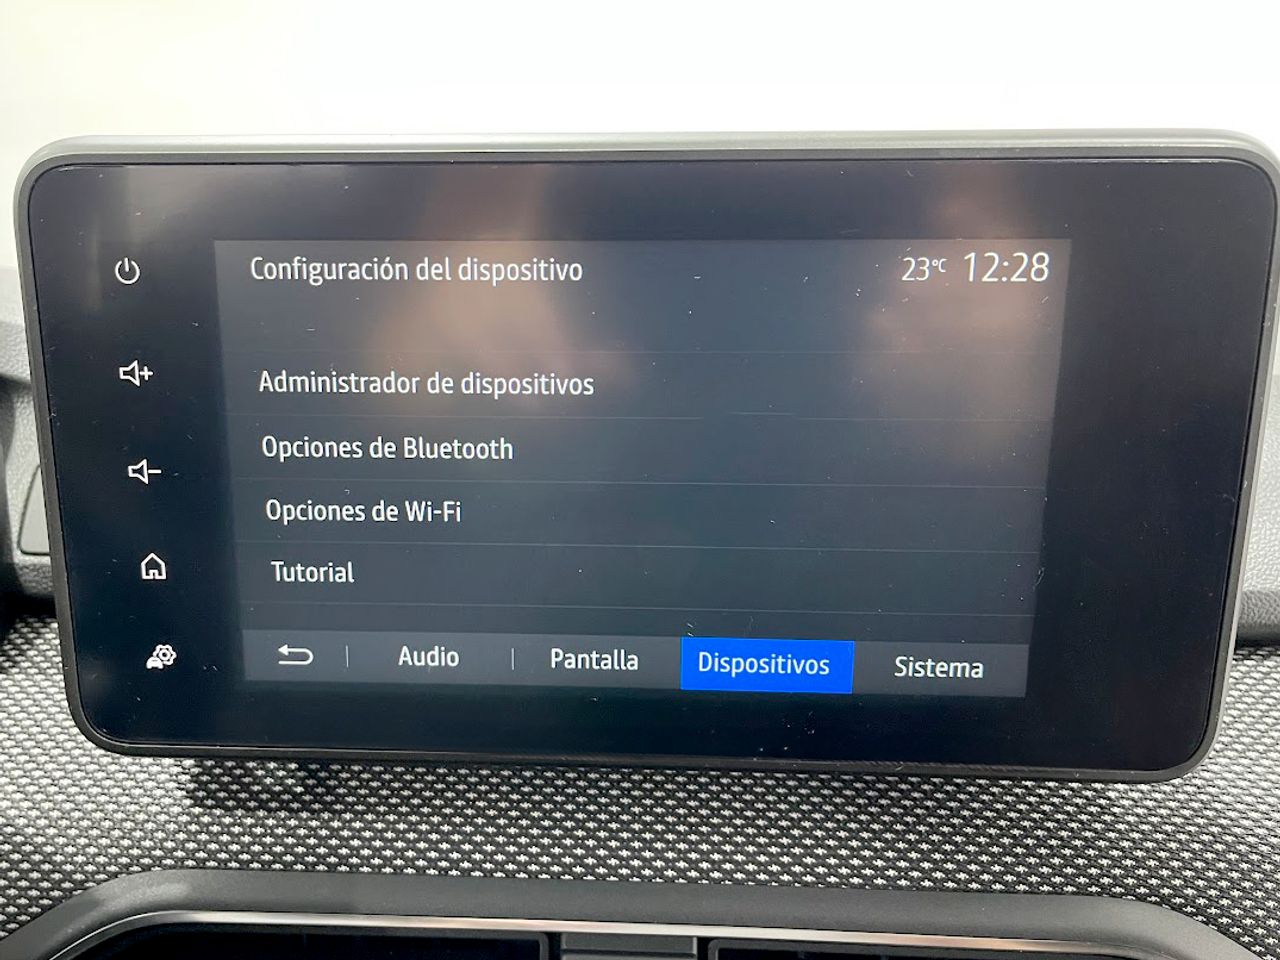 Configuración del dispositivo
23°C 12:28
Administrador de dispositivos
Opciones de Bluetooth
Opciones de Wi-Fi
Tutorial
Audio
Pantalla
Dispositivos
Sistema